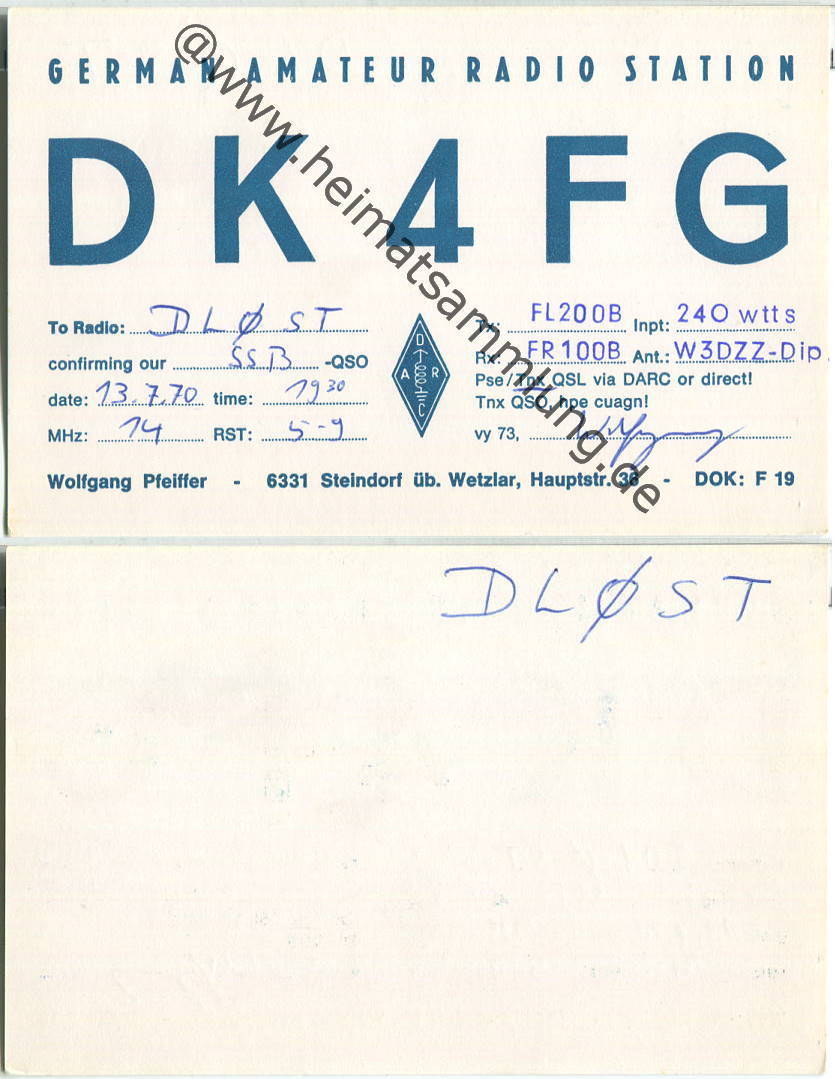 GERMAN AMATEUR RADIO STATION
DK4FG
To Radio: DLØST
confirming our SSB -QSO
date: 13.7.70 time: 19 30
MHz: 14 RST: 5-9
D
A R
C
Tx: FL200B Inpt: 240 wtts
Rx: FR100B Ant.: W3DZZ-Dip.
Pse/Tnx QSL via DARC or direct!
Tnx QSO, hpe cuagn!
vy 73,
Wolfgang Pfeiffer - 6331 Steindorf üb. Wetzlar, Hauptstr. 38 - DOK: F 19
@www.heimatsammlung.de
DLØST